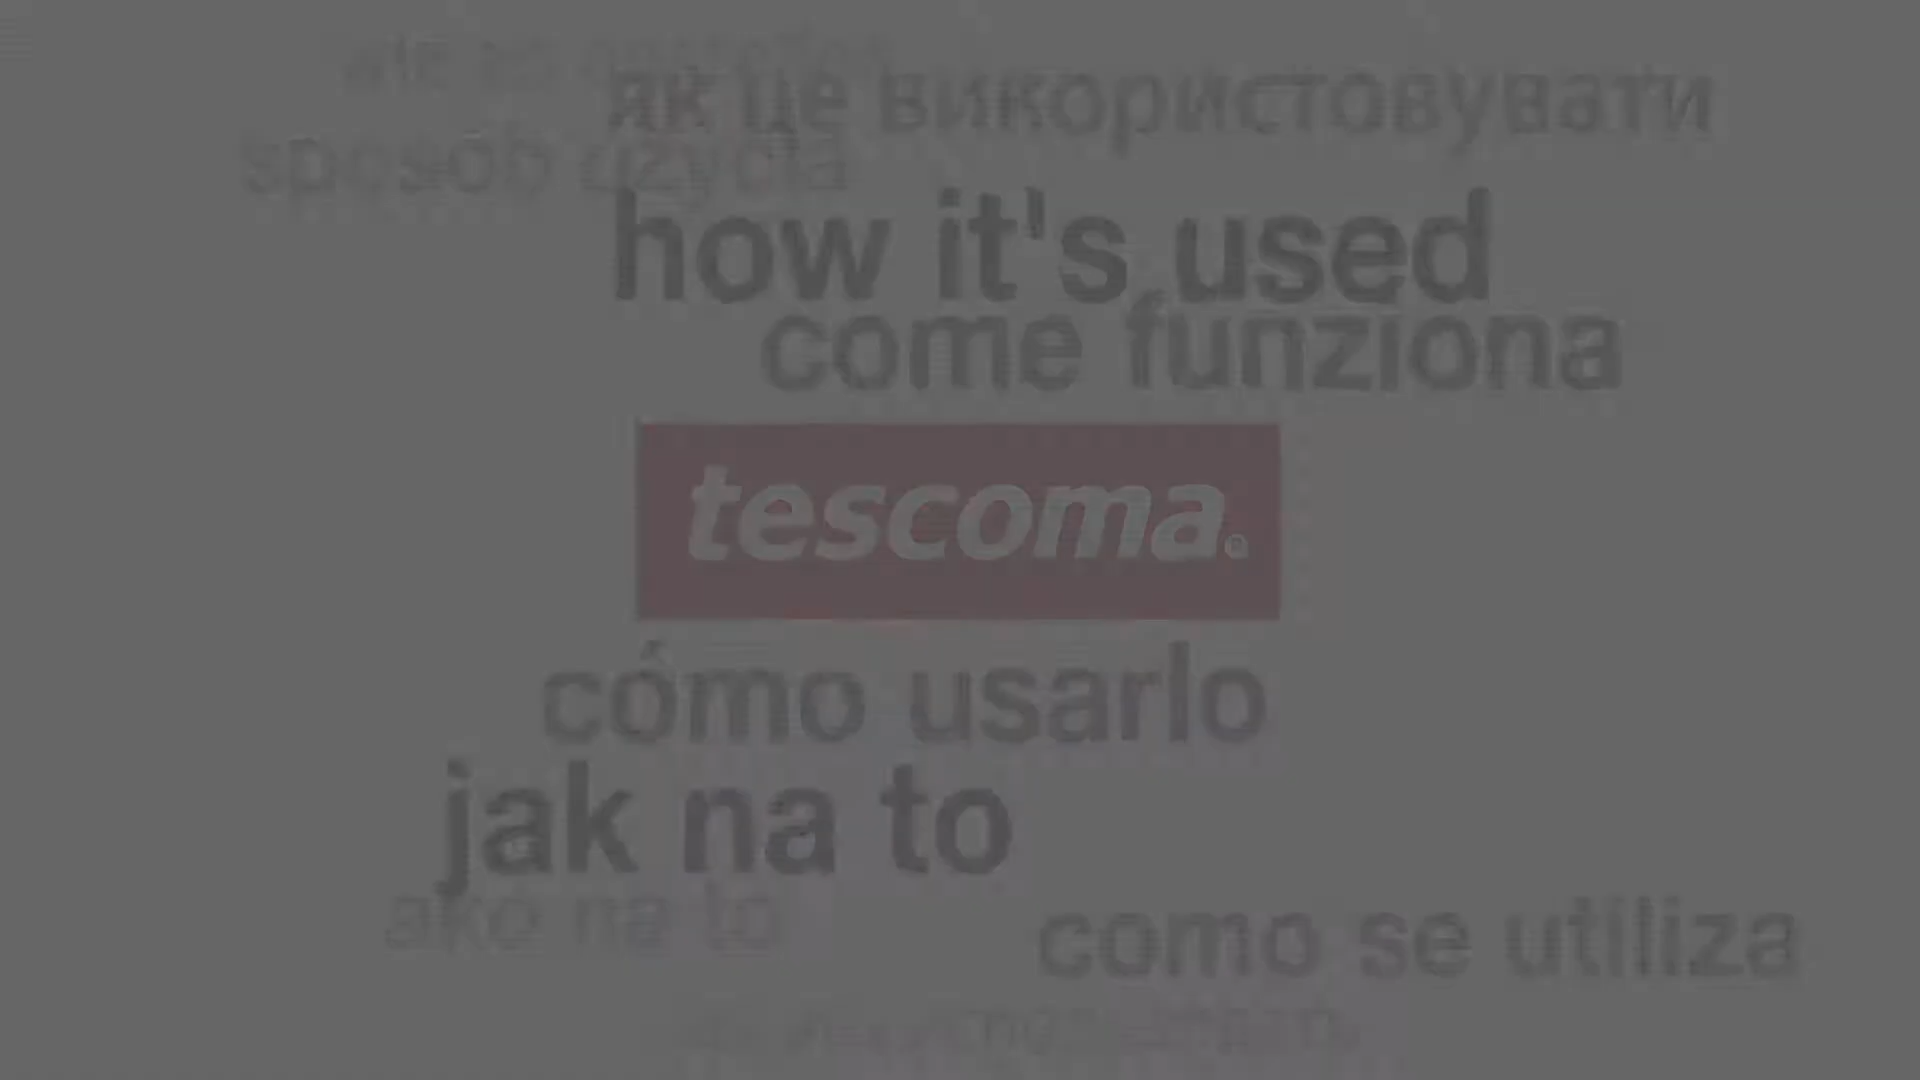 як це використовувати
sposób użycia
how it's used
come funziona
tescoma.®
cómo usarlo
jak na to
ako na to
como se utiliza